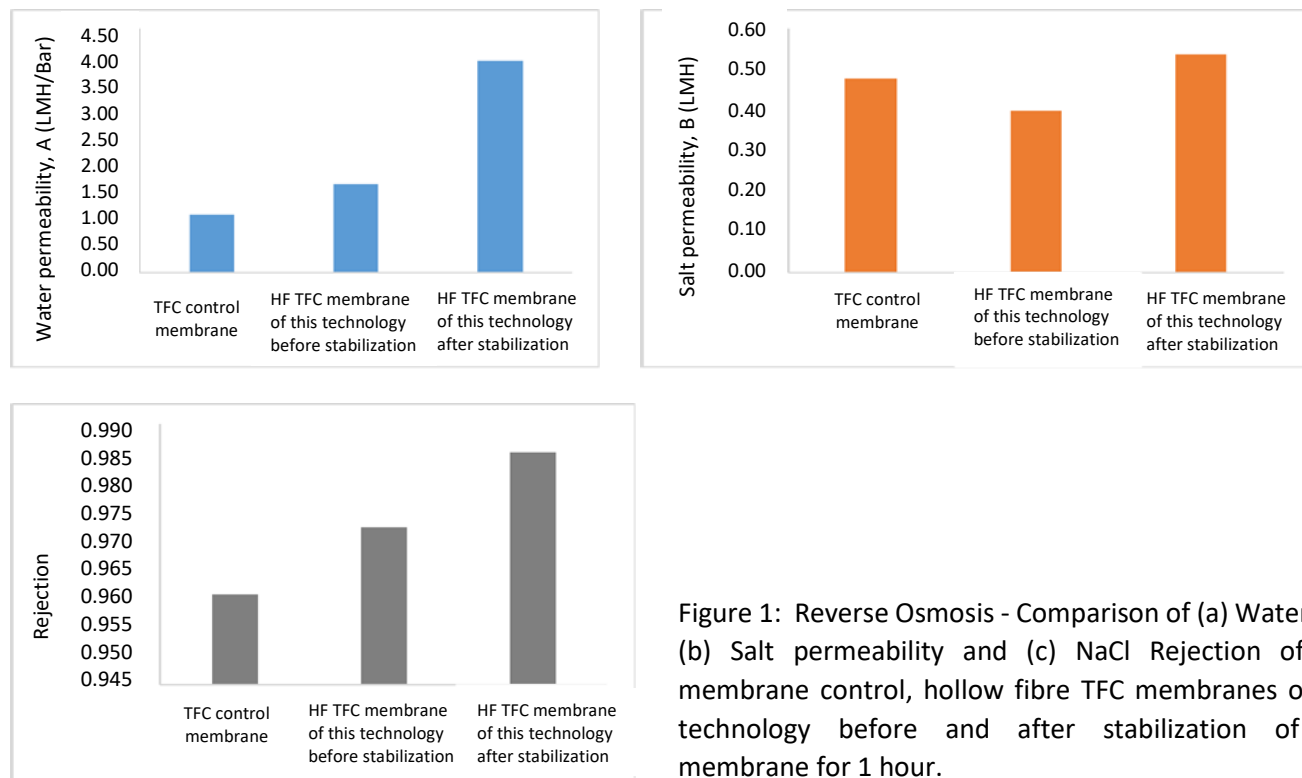 Water permeability, A (LMH/Bar)
4.50
4.00
3.50
3.00
2.50
2.00
1.50
1.00
0.50
0.00
TFC control
membrane
HF TFC membrane
of this technology
before stabilization
HF TFC membrane
of this technology
after stabilization
Salt permeability, B (LMH)
0.60
0.50
0.40
0.30
0.20
0.10
0.00
TFC control
membrane
HF TFC membrane
of this technology
before stabilization
HF TFC membrane
of this technology
after stabilization
Rejection
0.990
0.985
0.980
0.975
0.970
0.965
0.960
0.955
0.950
0.945
TFC control
membrane
HF TFC membrane
of this technology
before stabilization
HF TFC membrane
of this technology
after stabilization
Figure 1: Reverse Osmosis - Comparison of (a) Water
(b) Salt permeability and (c) NaCl Rejection of
membrane control, hollow fibre TFC membranes o
technology before and after stabilization of
membrane for 1 hour.